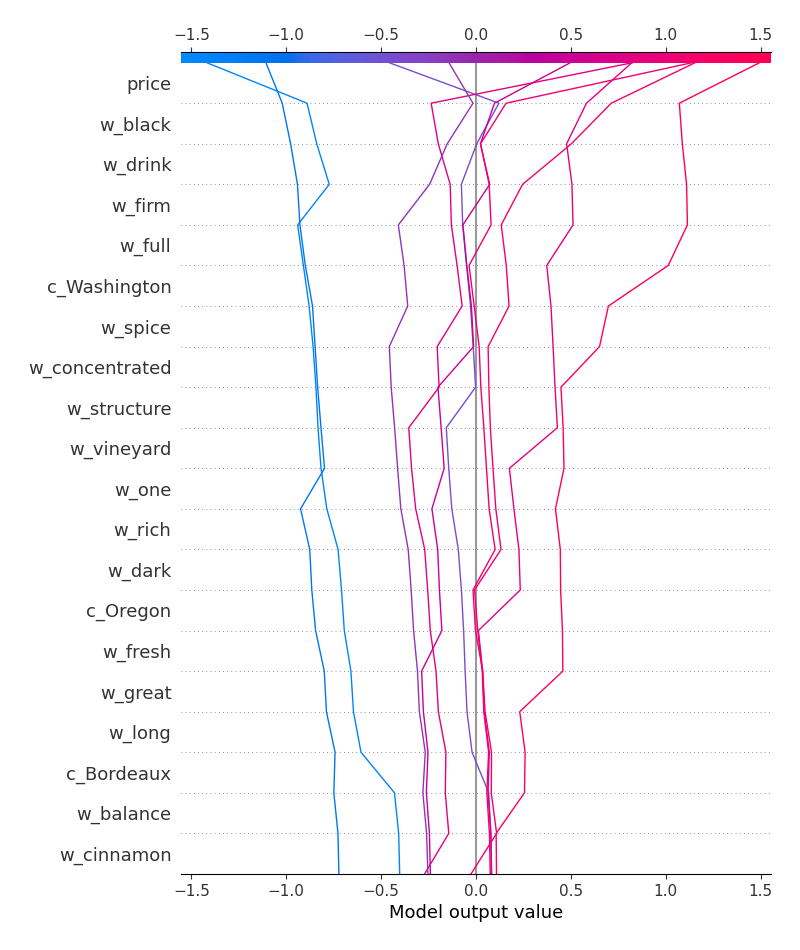 −1.5 −1.0 −0.5 0.0 0.5 1.0 1.5
price
w_black
w_drink
w_firm
w_full
c_Washington
w_spice
w_concentrated
w_structure
w_vineyard
w_one
w_rich
w_dark
c_Oregon
w_fresh
w_great
w_long
c_Bordeaux
w_balance
w_cinnamon
−1.5 −1.0 −0.5 0.0 0.5 1.0 1.5
Model output value